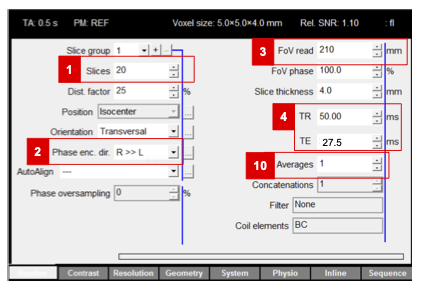 TA: 0.5 s PM: REF Voxel size: 5.0×5.0×4.0 mm Rel. SNR: 1.10 : fl
Slice group 1 + -
1 Slices 20
Dist. factor 25 %
Position Isocenter ...
Orientation Transversal ...
2 Phase enc. dir. R >> L ...
AutoAlign --- ...
Phase oversampling 0 %
3 FoV read 210 mm
FoV phase 100.0 %
Slice thickness 4.0 mm
4 TR 50.00 ms
TE 27.5 ms
10 Averages 1
Concatenations 1
Filter None
Coil elements BC
Routine Contrast Resolution Geometry System Physio Inline Sequence